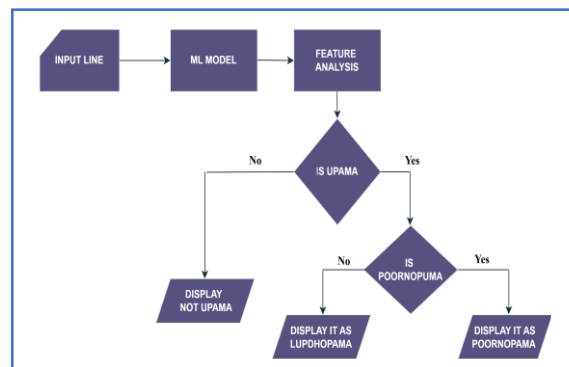 INPUT LINE
ML MODEL
FEATURE
ANALYSIS
No
IS UPAMA
Yes
No
IS
POORNOPUMA
Yes
DISPLAY
NOT UPAMA
DISPLAY IT AS
LUPDHOPAMA
DISPLAY IT AS
POORNOPAMA